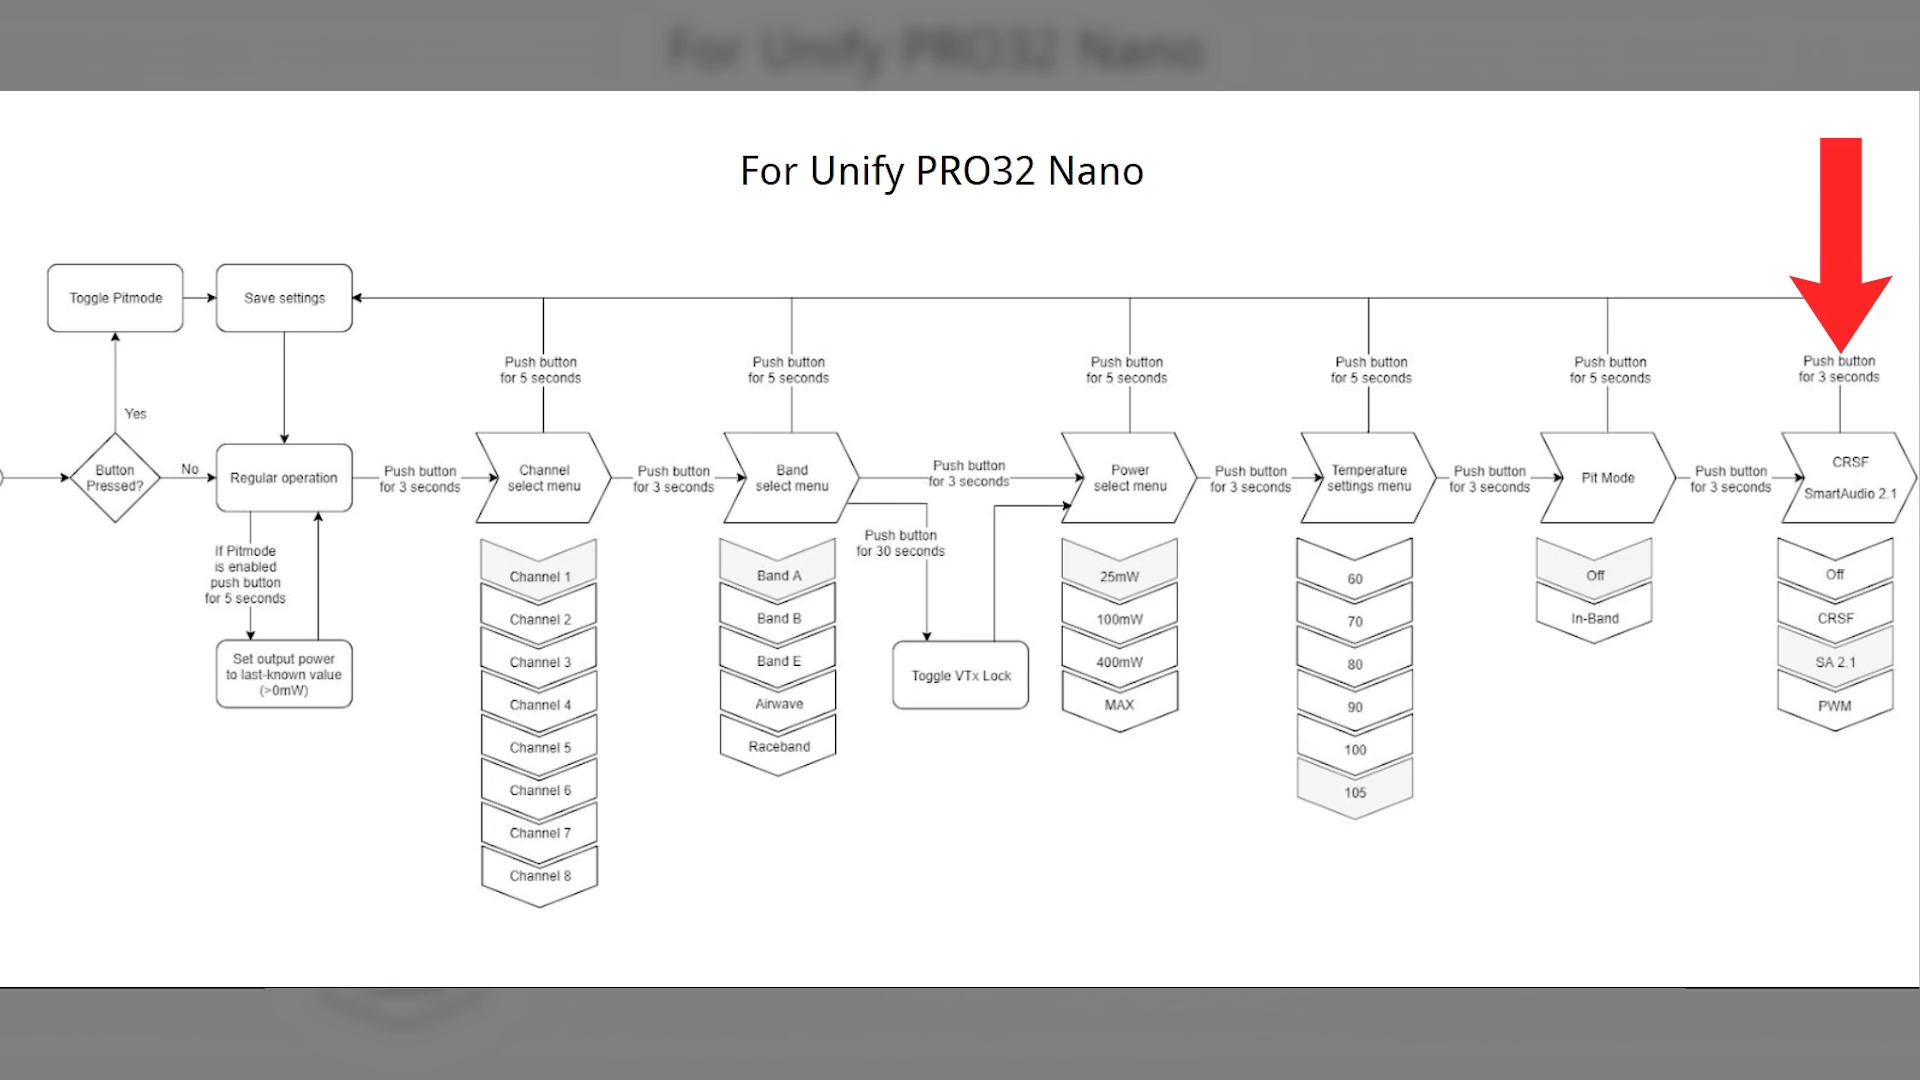 For Unify PRO32 Nano
For Unify PRO32 Nano
Toggle Pitmode
Save settings
Push button
for 5 seconds
Push button
for 5 seconds
Push button
for 5 seconds
Push button
for 5 seconds
Push button
for 5 seconds
Push button
for 3 seconds
Yes
Button
Pressed?
No
Regular operation
Push button
for 3 seconds
Channel
select menu
Push button
for 3 seconds
Band
select menu
Push button
for 3 seconds
Power
select menu
Push button
for 3 seconds
Temperature
settings menu
Push button
for 3 seconds
Pit Mode
Push button
for 3 seconds
CRSF
SmartAudio 2.1
If Pitmode
is enabled
push button
for 5 seconds
Set output power
to last-known value
(>0mW)
Channel 1
Channel 2
Channel 3
Channel 4
Channel 5
Channel 6
Channel 7
Channel 8
Band A
Band B
Band E
Airwave
Raceband
Push button
for 30 seconds
Toggle VTx Lock
25mW
100mW
400mW
MAX
60
70
80
90
100
105
Off
In-Band
Off
CRSF
SA 2.1
PWM